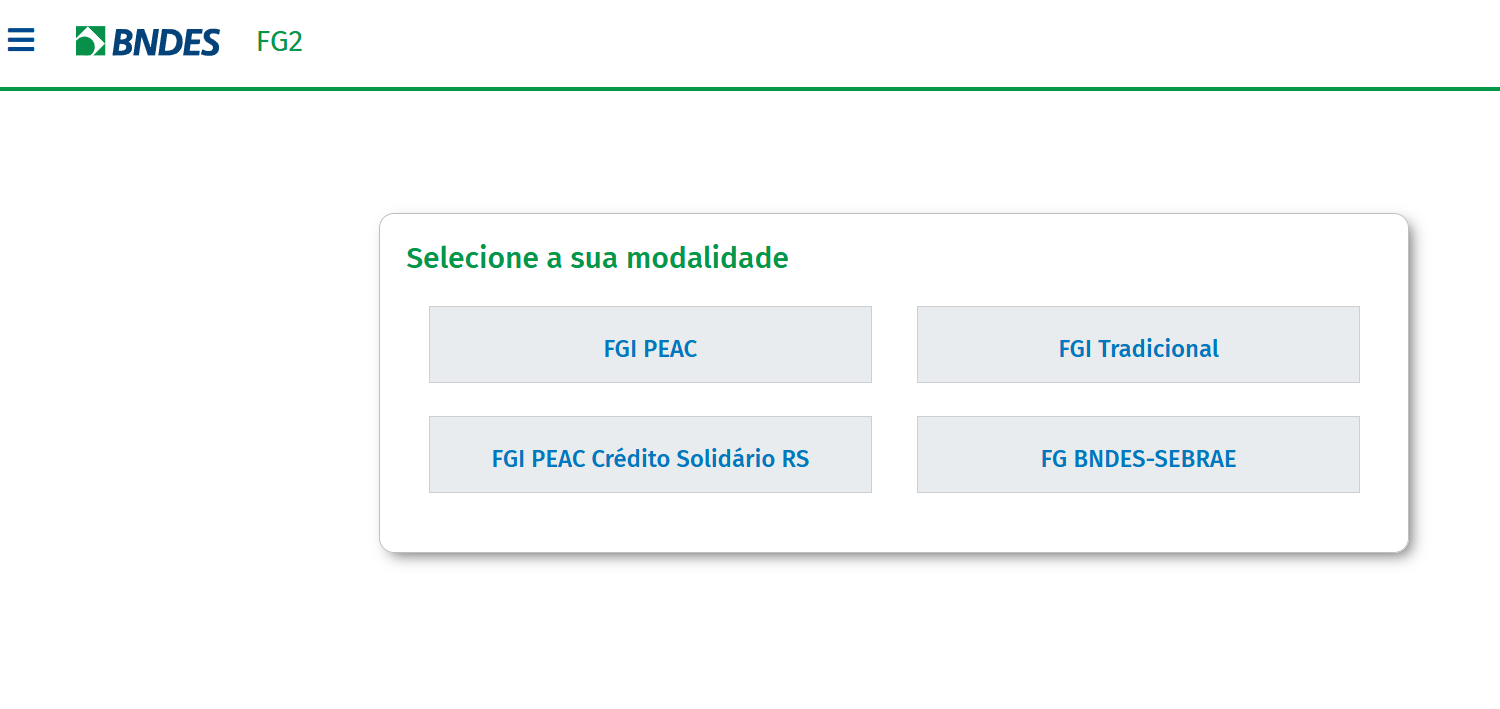 BNDES FG2
Selecione a sua modalidade
FGI PEAC
FGI Tradicional
FGI PEAC Crédito Solidário RS
FG BNDES-SEBRAE